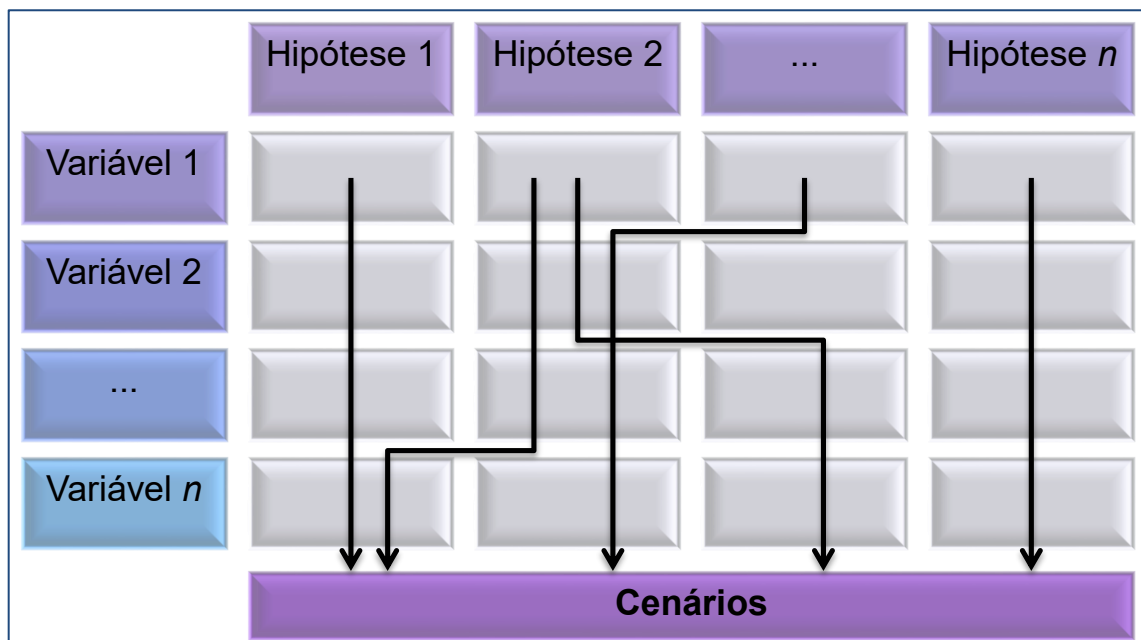 Hipótese 1
Hipótese 2
...
Hipótese n
Variável 1
Variável 2
...
Variável n
Cenários